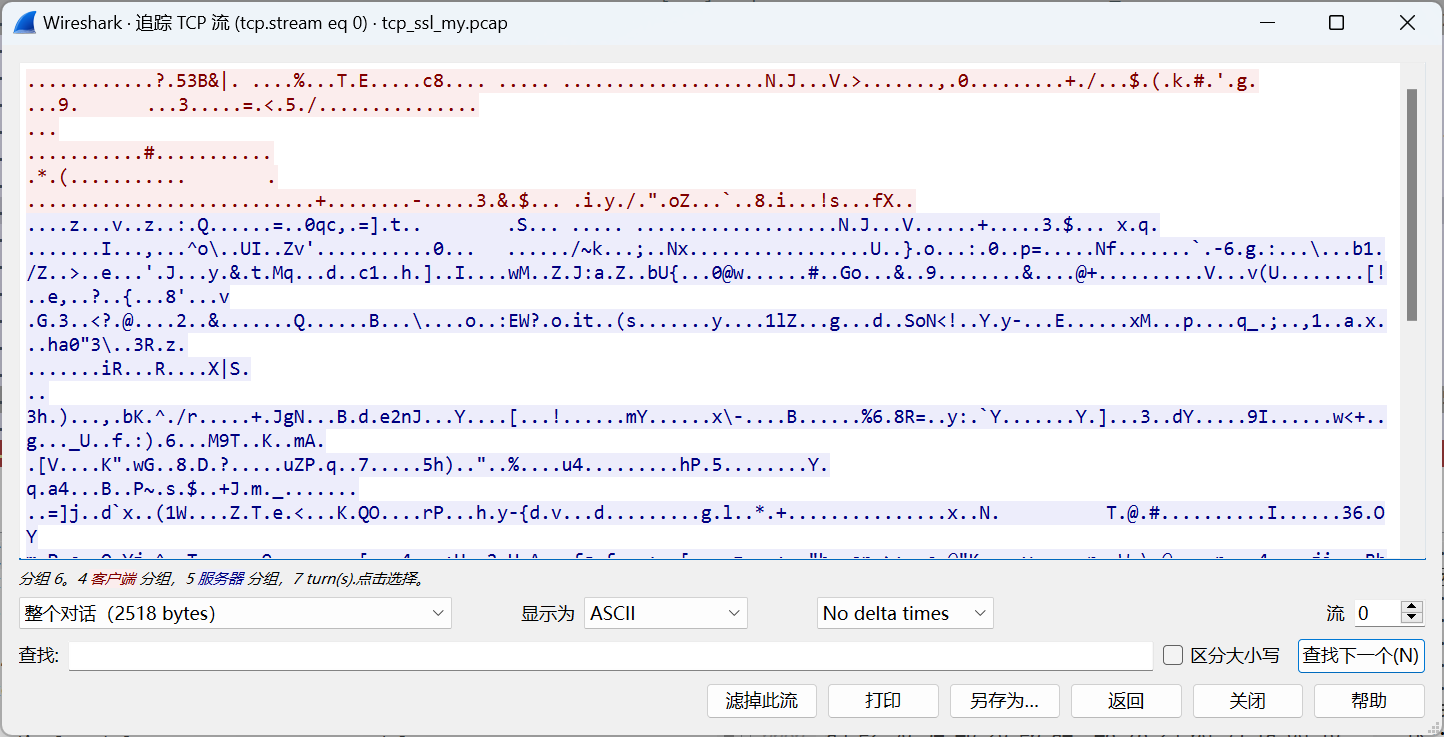 Wireshark · 追踪 TCP 流 (tcp.stream eq 0) · tcp_ssl_my.pcap
............?.53B&|. ....%...T.E.....c8.... ..... ...................N.J...V.>.......,.0.........+./...$.(.k.#.'.g.
...9. ...3.....=.<.5./...............
...
...........#...........
.*.(........... .
..........................+........-.....3.&.$... .i.y./.".oZ...`..8.i...!s...fX..
....z...v..z..:.Q......=..0qc,.=].t.. .S... ..... ...................N.J...V......+.....3.$... x.q.
.......I...,...^o\..UI..Zv'............0... ....../~k...;..Nx..................U..}.o...:.0..p=.....Nf.......`.-6.g.:...\...b1.
/Z..>..e...'.J...y.&.t.Mq...d..c1..h.]..I....wM..Z.J:a.Z..bU{...0@w......#..Go...&..9........&....@+..........V...v(U........[!
..e,..?..{...8'...v
.G.3..<?.@....2..&.......Q......B...\....o..:EW?.o.it..(s.......y....1lZ...g...d..SoN<!..Y.y-...E......xM...p....q_.;..,1..a.x.
..ha0"3\..3R.z.
.......iR...R....X|S.
..
3h.)...,.bK.^./r.....+.JgN...B.d.e2nJ...Y....[...!......mY......x\-....B......%6.8R=..y:.`Y.......Y.]...3..dY.....9I......w<+..
g..._U..f.:).6...M9T..K..mA.
.[V....K".wG..8.D.?.....uZP.q..7.....5h)..."..%....u4.........hP.5........Y.
q.a4...B..P~.s.$..+J.m._.......
..=]j..d`x..(1W....Z.T.e.<...K.QO....rP...h.y-{d.v...d.........g.l..*.+...............x..N. T.@.#..........I......36.O
Y
分组 6。4 客户端 分组，5 服务器 分组，7 turn(s).点击选择。
整个对话（2518 bytes） 显示为 ASCII No delta times 流 0
查找: 区分大小写 查找下一个(N)
滤掉此流 打印 另存为... 返回 关闭 帮助